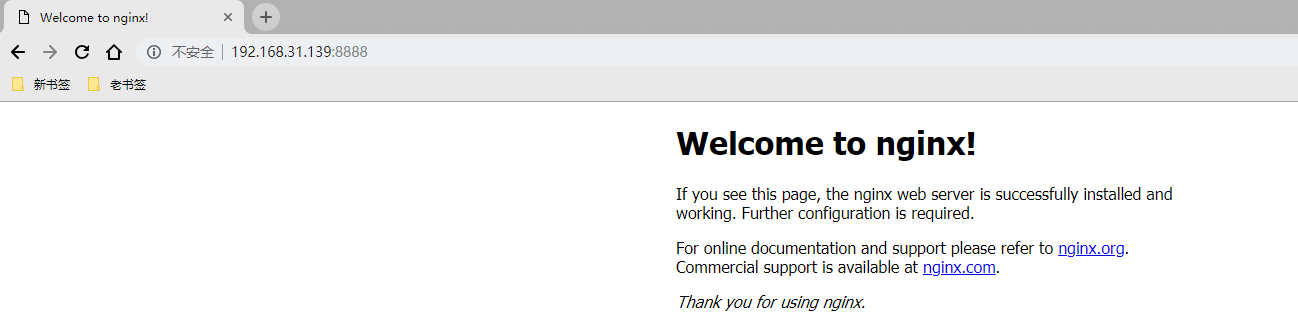 Welcome to nginx!
不安全 192.168.31.139:8888
新书签 老书签
Welcome to nginx!
If you see this page, the nginx web server is successfully installed and
working. Further configuration is required.
For online documentation and support please refer to nginx.org.
Commercial support is available at nginx.com.
Thank you for using nginx.